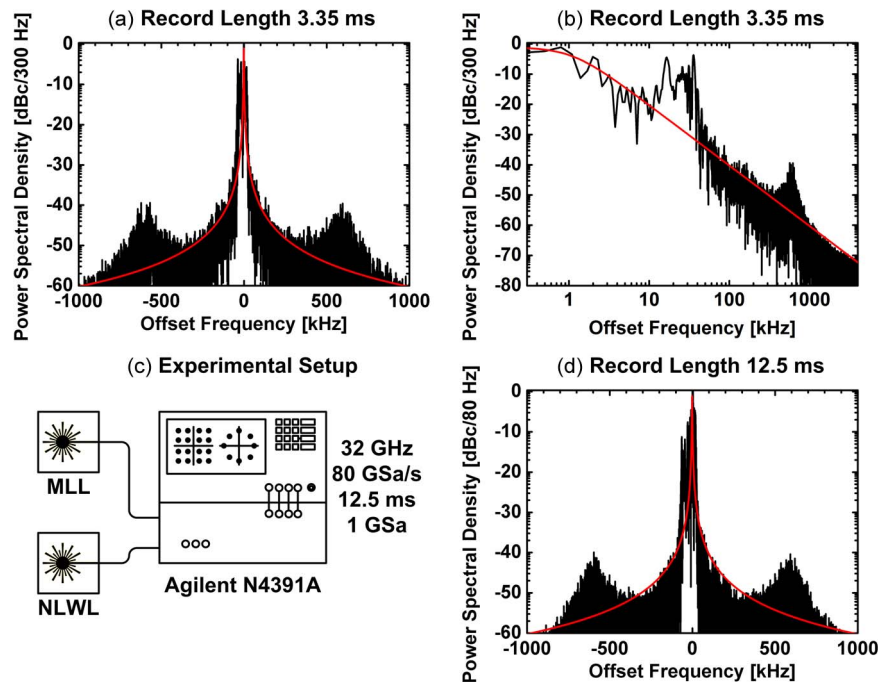 (a) Record Length 3.35 ms
Power Spectral Density [dBc/300 Hz]
0
-10
-20
-30
-40
-50
-60
-1000 -500 0 500 1000
Offset Frequency [kHz]
(b) Record Length 3.35 ms
Power Spectral Density [dBc/300 Hz]
0
-10
-20
-30
-40
-50
-60
-70
-80
1 10 100 1000
Offset Frequency [kHz]
(c) Experimental Setup
MLL
NLWL
32 GHz
80 GSa/s
12.5 ms
1 GSa
Agilent N4391A
(d) Record Length 12.5 ms
Power Spectral Density [dBc/80 Hz]
0
-10
-20
-30
-40
-50
-60
-1000 -500 0 500 1000
Offset Frequency [kHz]